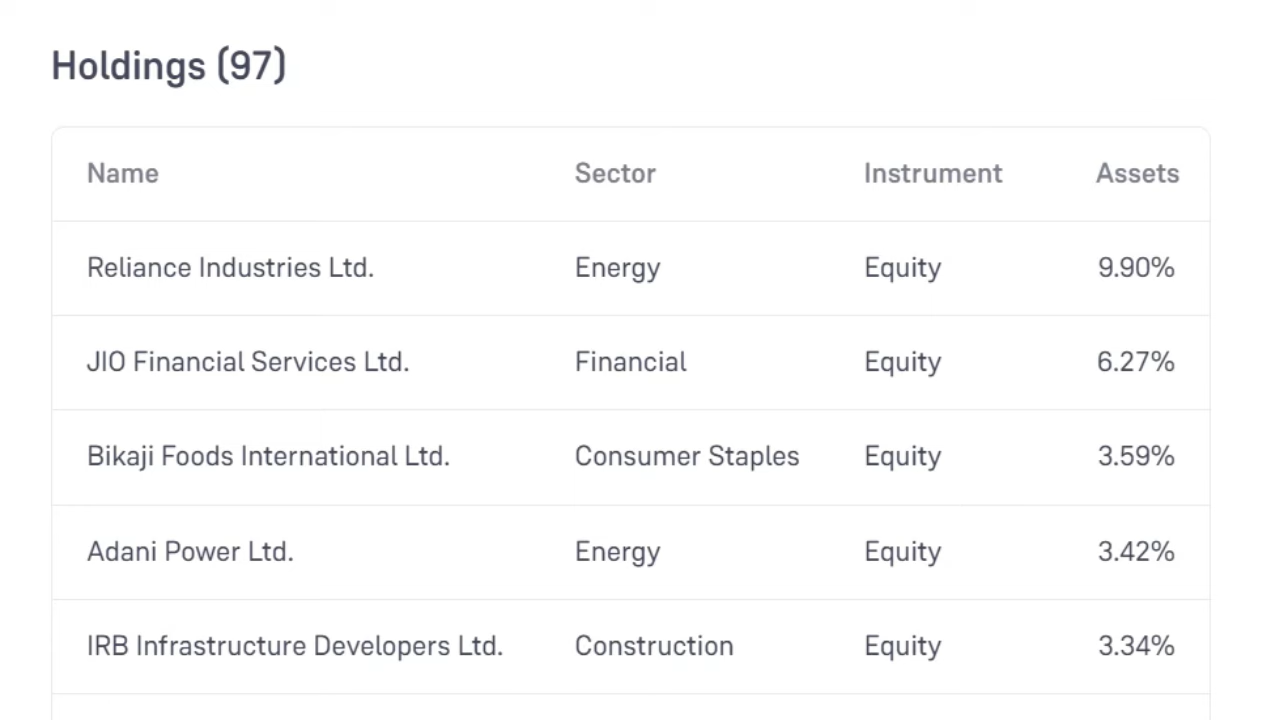 Holdings (97)
Name Sector Instrument Assets
Reliance Industries Ltd. Energy Equity 9.90%
JIO Financial Services Ltd. Financial Equity 6.27%
Bikaji Foods International Ltd. Consumer Staples Equity 3.59%
Adani Power Ltd. Energy Equity 3.42%
IRB Infrastructure Developers Ltd. Construction Equity 3.34%